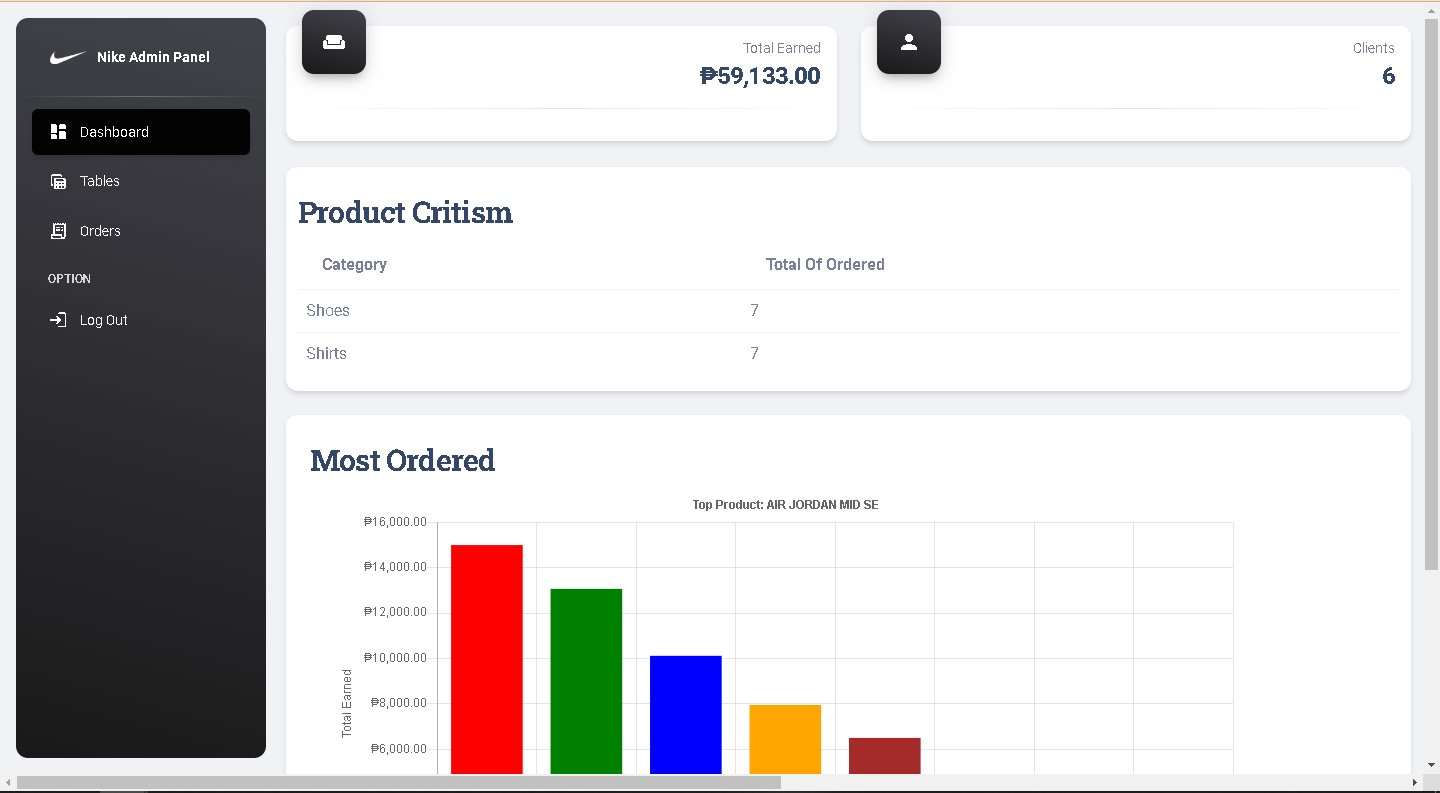 Nike Admin Panel
Dashboard
Tables
Orders
OPTION
Log Out
Total Earned
₱59,133.00
Clients
6
Product Critism
Category Total Of Ordered
Shoes 7
Shirts 7
Most Ordered
Top Product: AIR JORDAN MID SE
₱16,000.00
₱14,000.00
₱12,000.00
₱10,000.00
₱8,000.00
₱6,000.00
Total Earned